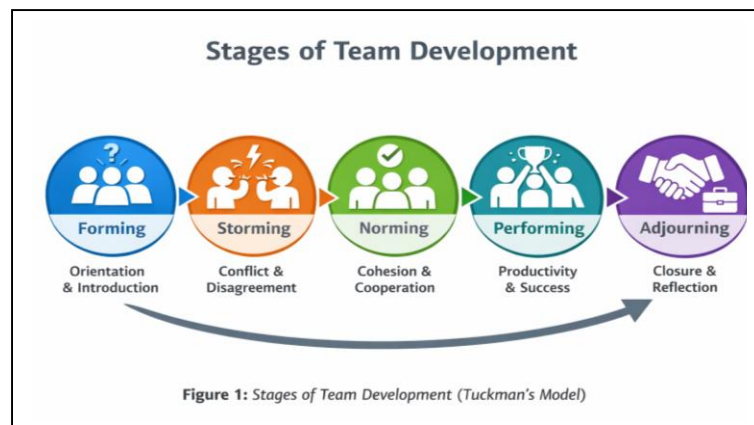 Stages of Team Development
?
Forming
Storming
Norming
Performing
Adjourning
Orientation
& Introduction
Conflict &
Disagreement
Cohesion &
Cooperation
Productivity
& Success
Closure &
Reflection
Figure 1: Stages of Team Development (Tuckman's Model)